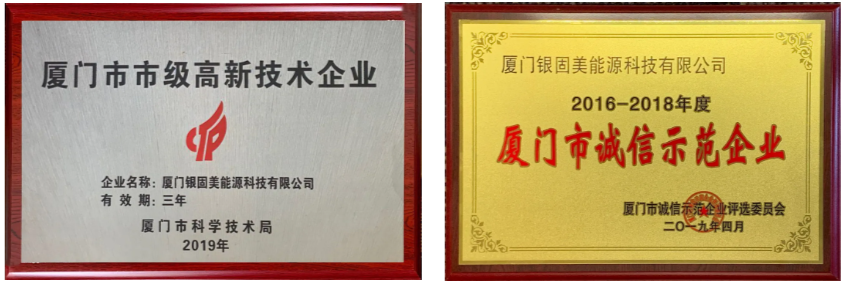 厦门市市级高新技术企业
企业名称：厦门银固美能源科技有限公司
有 效 期：三年
厦门市科学技术局
2019年
厦门银固美能源科技有限公司
2016-2018年度
厦门市诚信示范企业
厦门市诚信示范企业评选委员会
二〇一九年四月